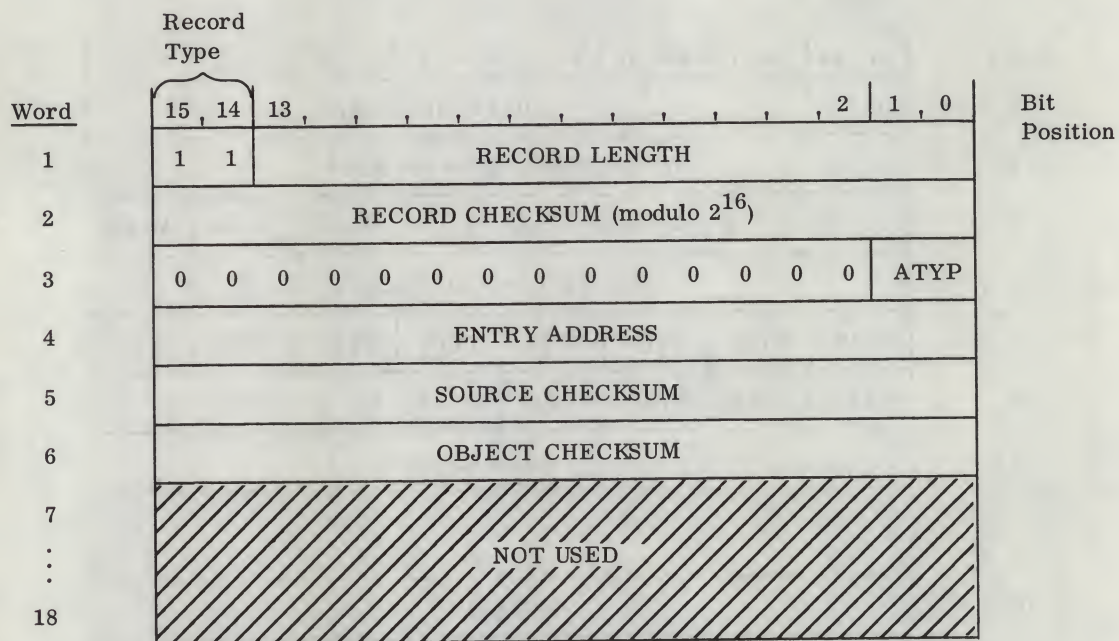 Record
Type
Word 15 14 13 2 1 0 Bit
Position
1 1 1 RECORD LENGTH
2 RECORD CHECKSUM (modulo 2^16)
3 0 0 0 0 0 0 0 0 0 0 0 0 0 0 ATYP
4 ENTRY ADDRESS
5 SOURCE CHECKSUM
6 OBJECT CHECKSUM
7
NOT USED
18